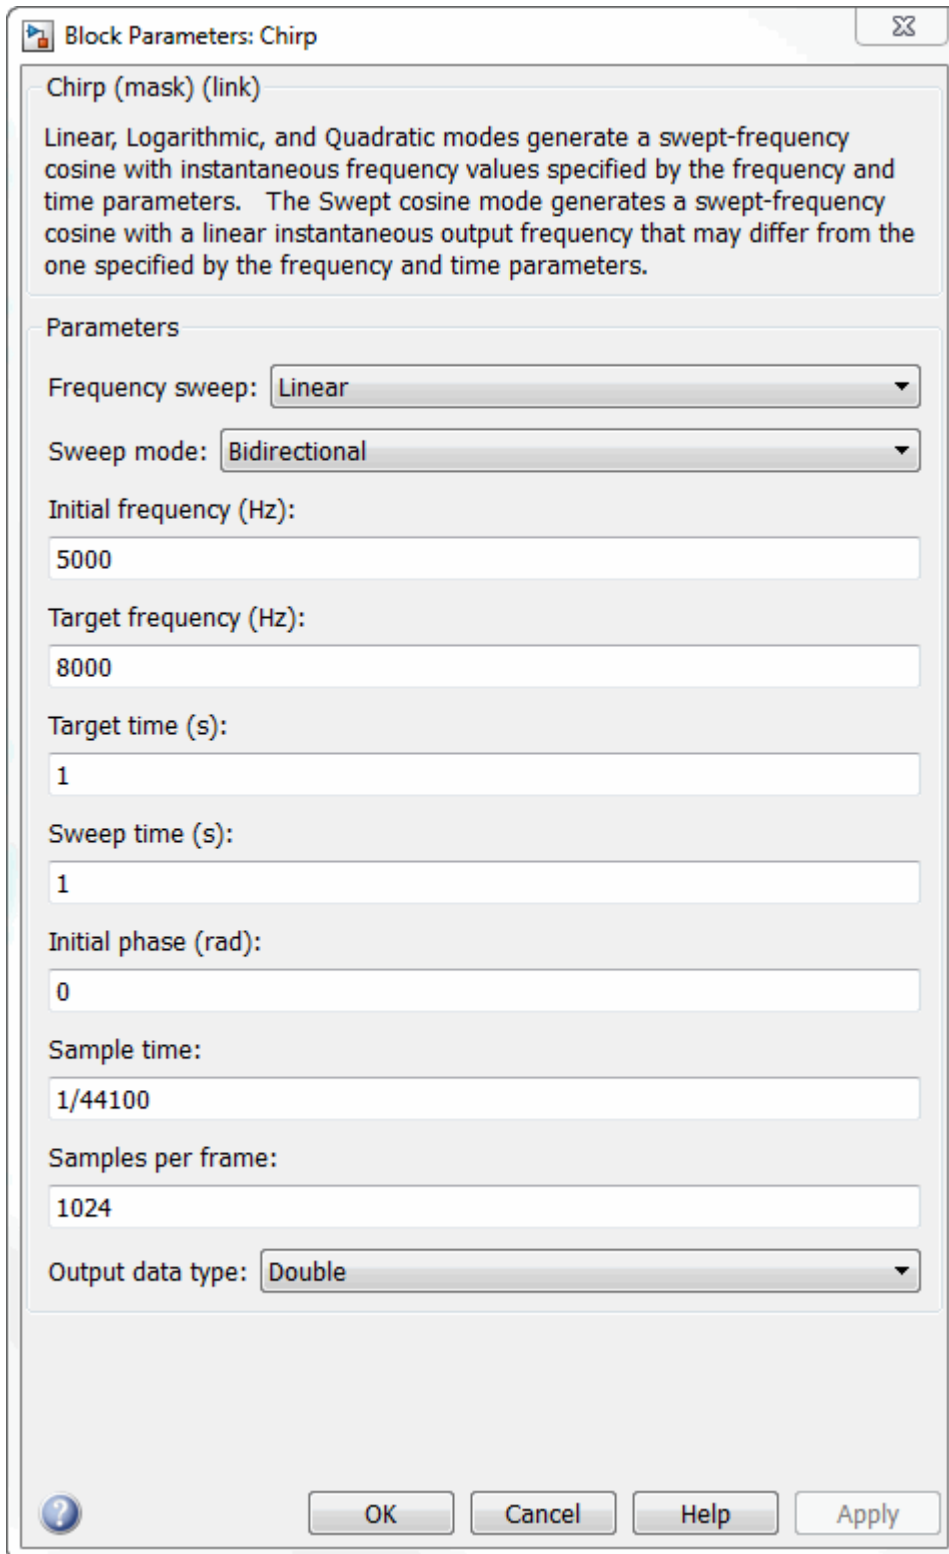 Block Parameters: Chirp
Chirp (mask) (link)
Linear, Logarithmic, and Quadratic modes generate a swept-frequency
cosine with instantaneous frequency values specified by the frequency and
time parameters.   The Swept cosine mode generates a swept-frequency
cosine with a linear instantaneous output frequency that may differ from the
one specified by the frequency and time parameters.
Parameters
Frequency sweep: Linear
Sweep mode: Bidirectional
Initial frequency (Hz):
5000
Target frequency (Hz):
8000
Target time (s):
1
Sweep time (s):
1
Initial phase (rad):
0
Sample time:
1/44100
Samples per frame:
1024
Output data type: Double
? OK Cancel Help Apply